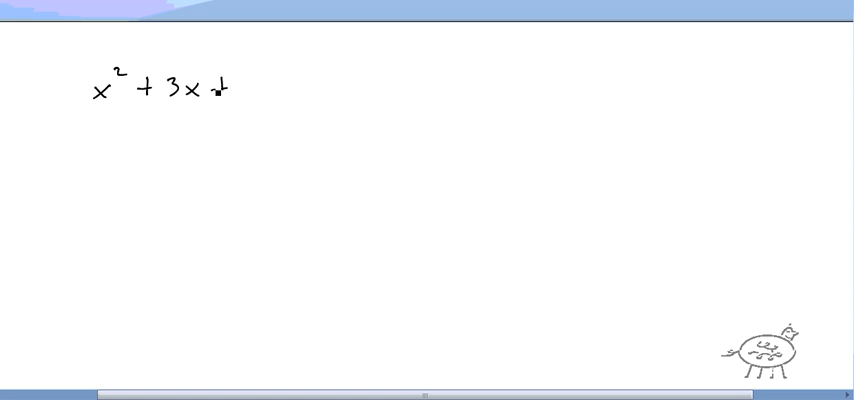 x² + 3x +